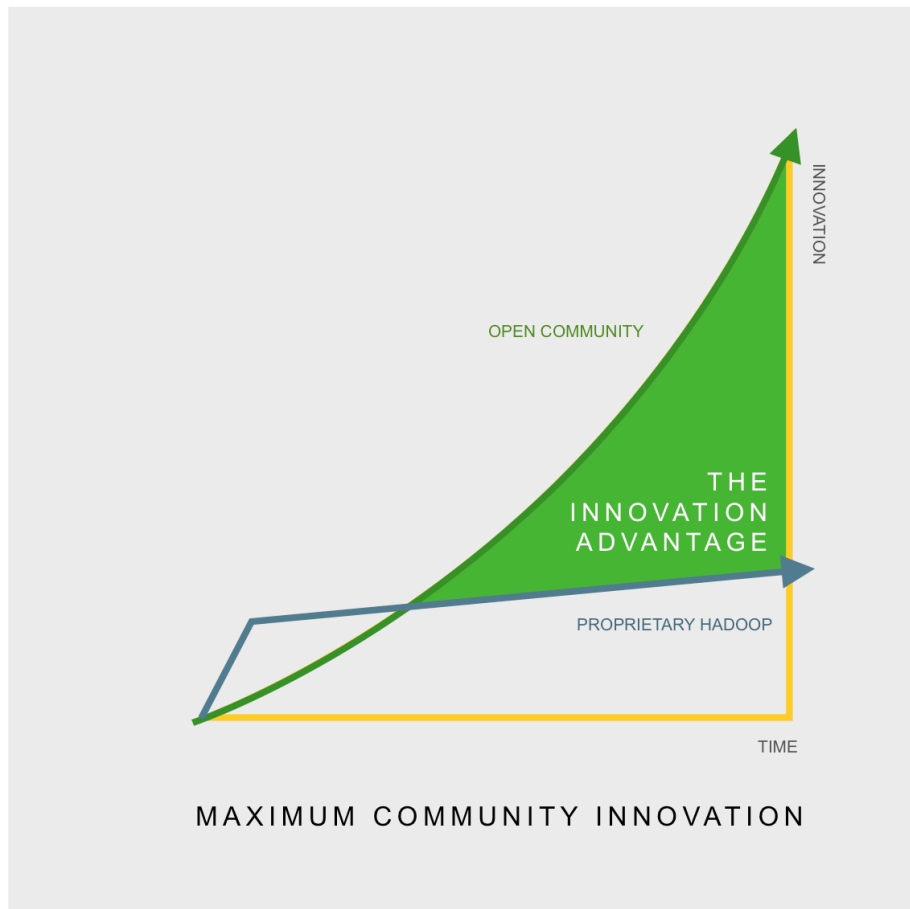 INNOVATION
OPEN COMMUNITY
THE
INNOVATION
ADVANTAGE
PROPRIETARY HADOOP
TIME
MAXIMUM COMMUNITY INNOVATION